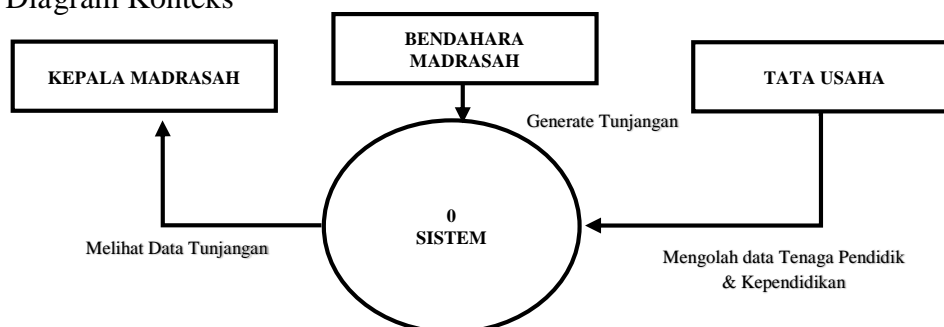 Diagram Konteks
BENDAHARA
MADRASAH
KEPALA MADRASAH
TATA USAHA
Generate Tunjangan
0
SISTEM
Melihat Data Tunjangan
Mengolah data Tenaga Pendidik
& Kependidikan